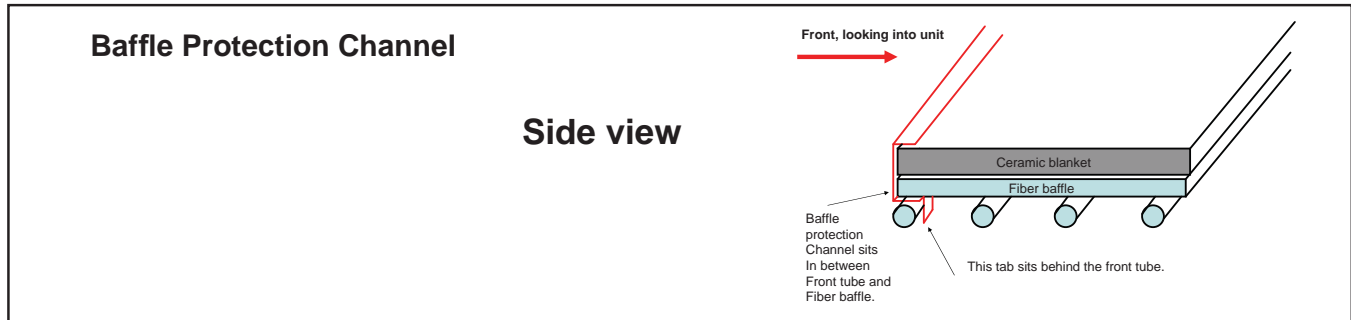 Baffle Protection Channel
Side view
Front, looking into unit
Ceramic blanket
Fiber baffle
Baffle
protection
Channel sits
In between
Front tube and
Fiber baffle.
This tab sits behind the front tube.